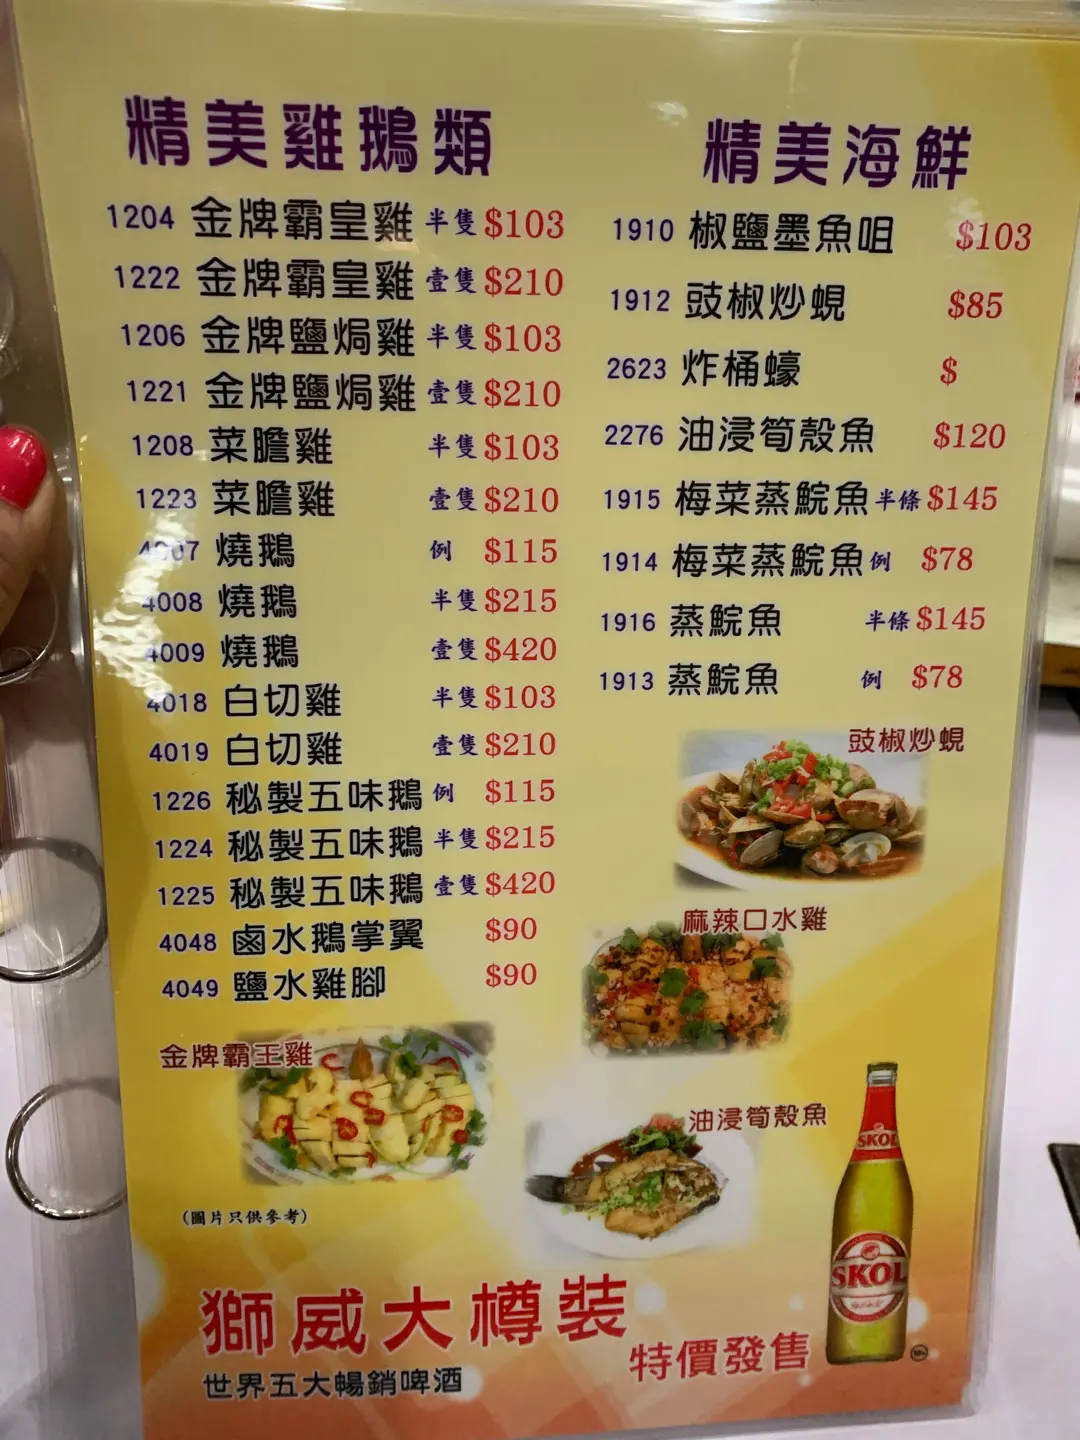 精美雞鵝類
1204 金牌霸皇雞 半隻 $103
1222 金牌霸皇雞 壹隻 $210
1206 金牌鹽焗雞 半隻 $103
1221 金牌鹽焗雞 壹隻 $210
1208 菜膽雞 半隻 $103
1223 菜膽雞 壹隻 $210
4007 燒鵝 例 $115
4008 燒鵝 半隻 $215
4009 燒鵝 壹隻 $420
4018 白切雞 半隻 $103
4019 白切雞 壹隻 $210
1226 秘製五味鵝 例 $115
1224 秘製五味鵝 半隻 $215
1225 秘製五味鵝 壹隻 $420
4048 鹵水鵝掌翼 $90
4049 鹽水雞腳 $90
精美海鮮
1910 椒鹽墨魚咀 $103
1912 豉椒炒蜆 $85
2623 炸桶蠔 $
2276 油浸筍殼魚 $120
1915 梅菜蒸鯇魚 半條 $145
1914 梅菜蒸鯇魚 例 $78
1916 蒸鯇魚 半條 $145
1913 蒸鯇魚 例 $78
豉椒炒蜆
麻辣口水雞
金牌霸王雞
油浸筍殼魚
(圖片只供參考)
SKOL
SKOL
獅威大樽裝
特價發售
世界五大暢銷啤酒